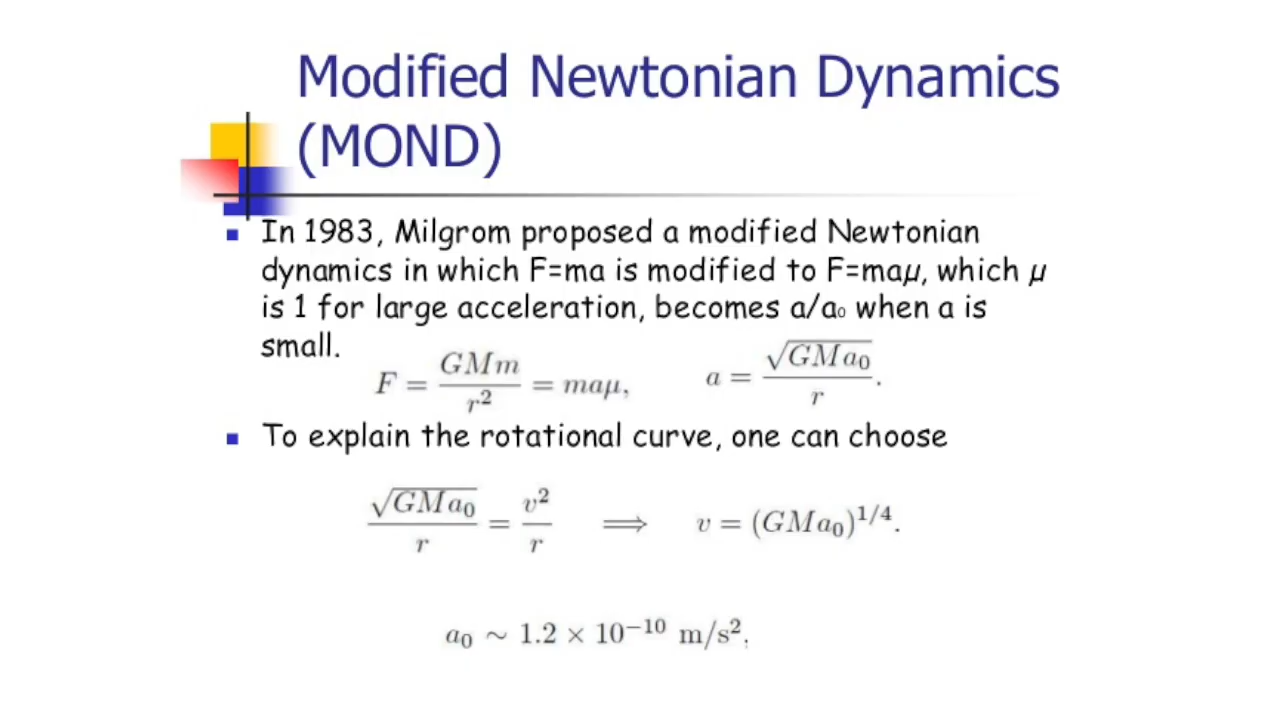 Modified Newtonian Dynamics
(MOND)
In 1983, Milgrom proposed a modified Newtonian
dynamics in which F=ma is modified to F=maμ, which μ
is 1 for large acceleration, becomes a/a₀ when a is
small.
F = GMm/r² = maμ, a = √(GMa₀)/r.
To explain the rotational curve, one can choose
√(GMa₀)/r = v²/r ⟹ v = (GMa₀)^1/4.
a₀ ∼ 1.2 × 10⁻¹⁰ m/s²,